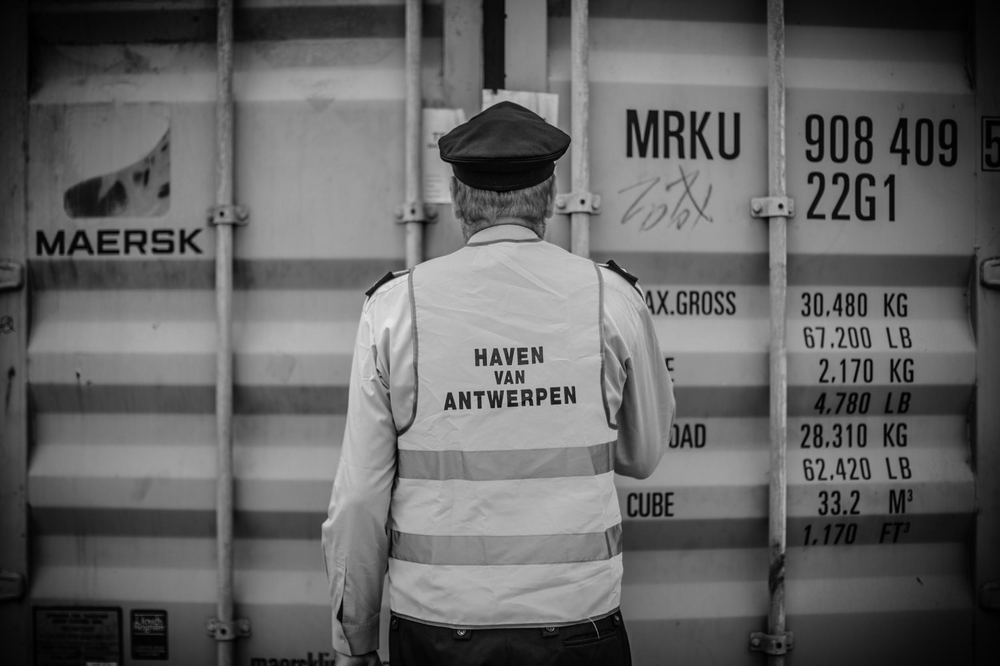 MAERSK
MRKU 908 409 5
22G1
HAVEN
VAN
ANTWERPEN
AX.GROSS 30,480 KG
67,200 LB
E 2,170 KG
4,780 LB
OAD 28,310 KG
62,420 LB
CUBE 33.2 M³
1,170 FT³